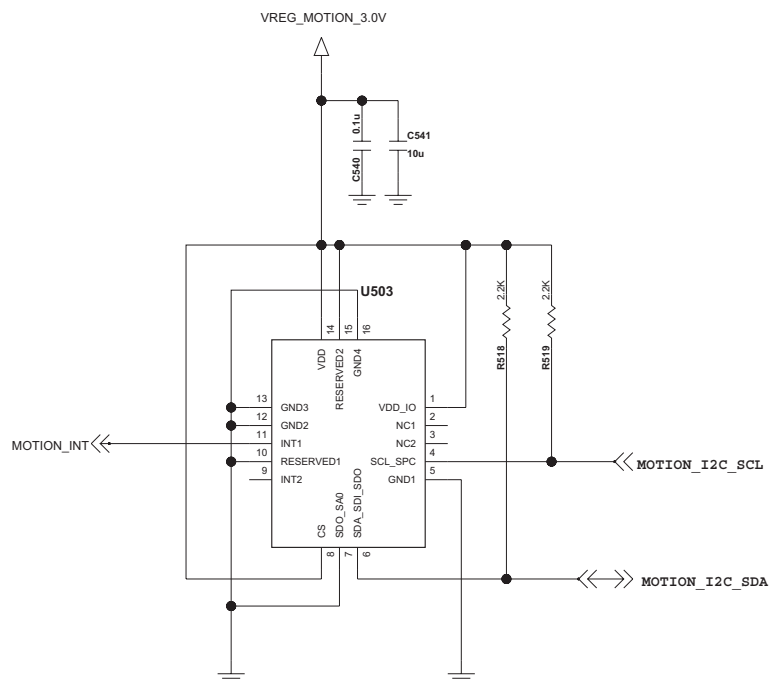 VREG_MOTION_3.0V
0.1u
C540
C541
10u
U503
2.2K
R518
2.2K
R519
14
15
16
VDD
RESERVED2
GND4
13
GND3
12
GND2
11
INT1
10
RESERVED1
9
INT2
VDD_IO
1
NC1
2
NC2
3
SCL_SPC
4
GND1
5
MOTION_INT
MOTION_I2C_SCL
CS
SDO_SA0
SDA_SDI_SDO
8
7
6
MOTION_I2C_SDA